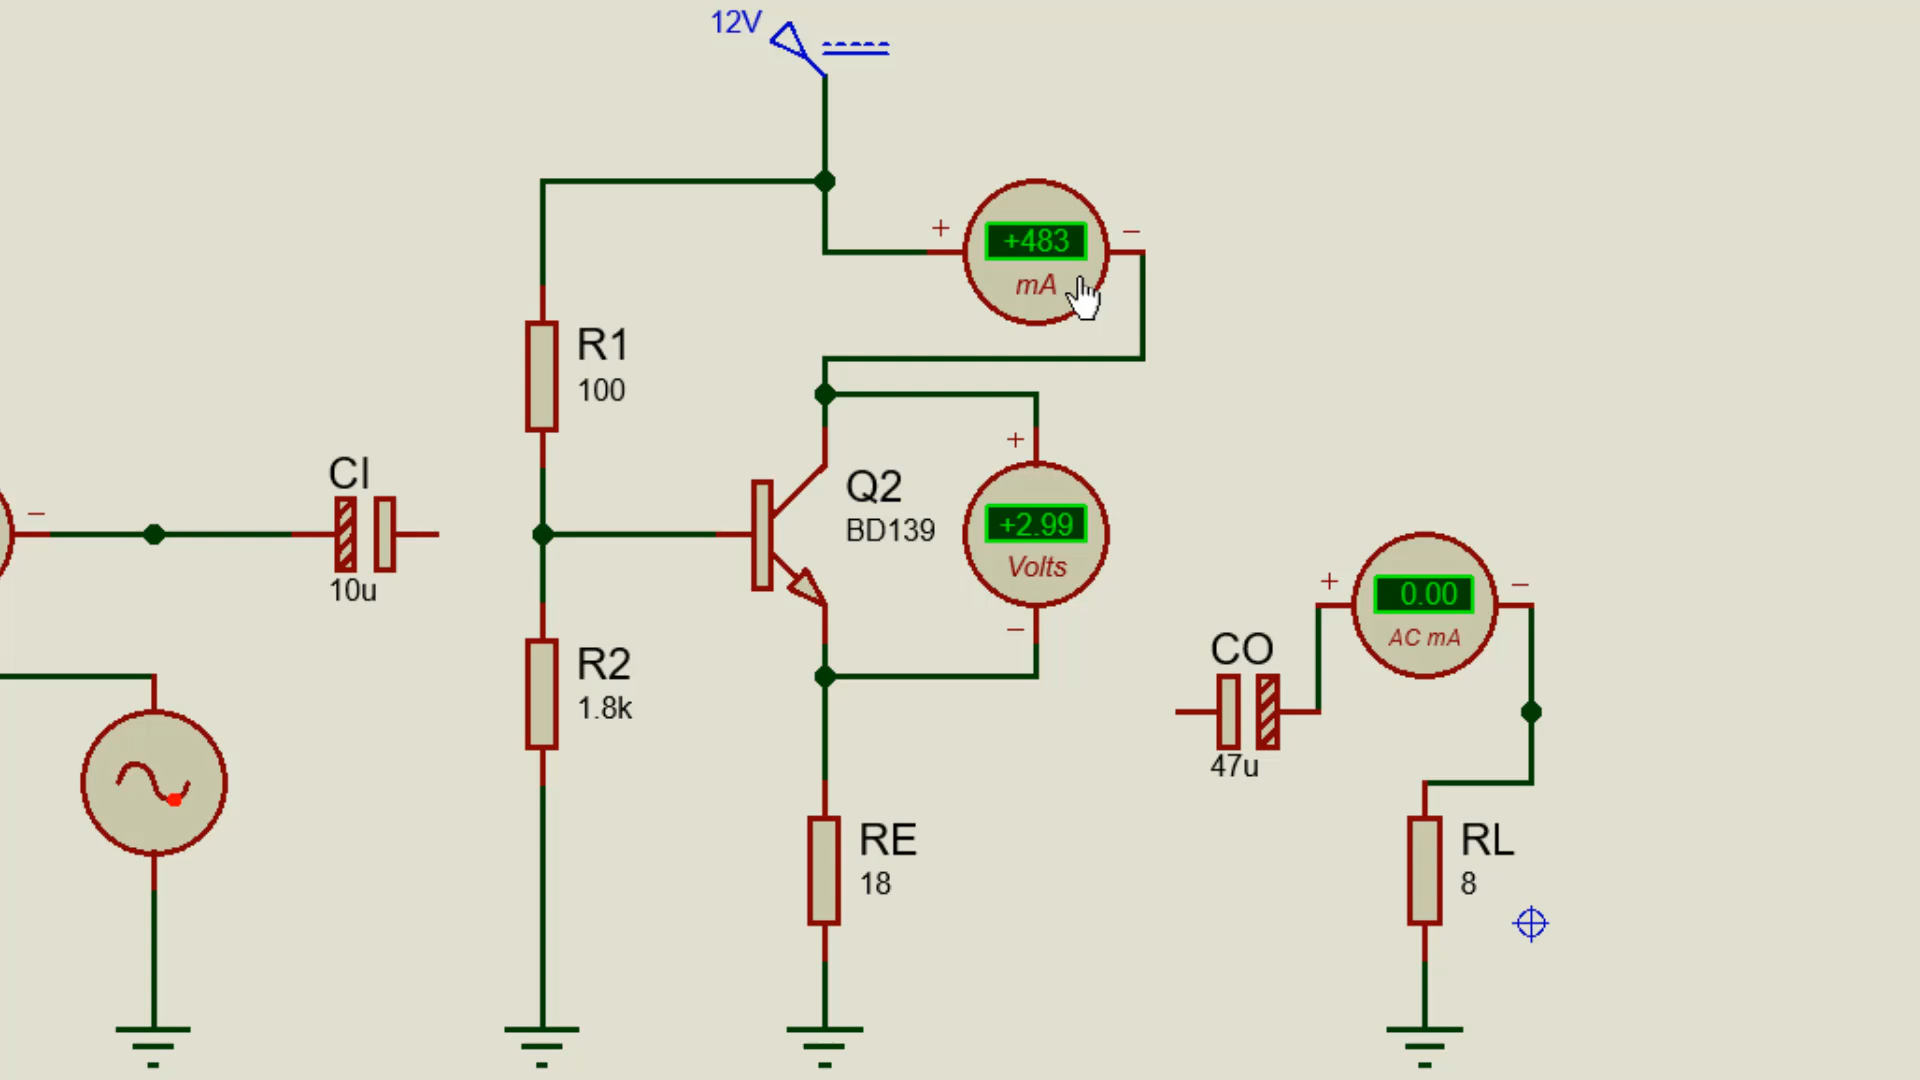 12V
+ −
+483
mA
R1
100
+
CI
−
10u
Q2
BD139
+2.99
Volts
−
+ −
0.00
AC mA
R2
1.8k
CO
47u
RE
18
RL
8